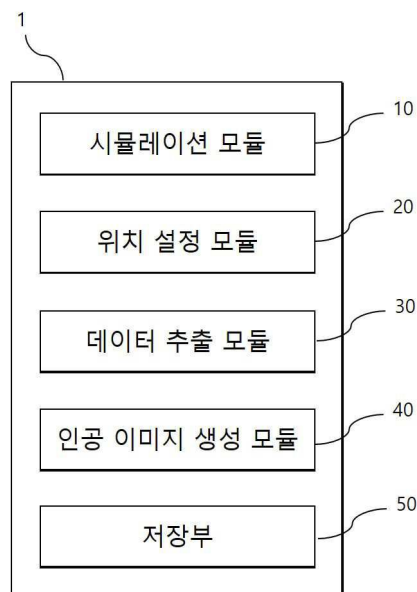 1
시뮬레이션 모듈
10
위치 설정 모듈
20
데이터 추출 모듈
30
인공 이미지 생성 모듈
40
저장부
50